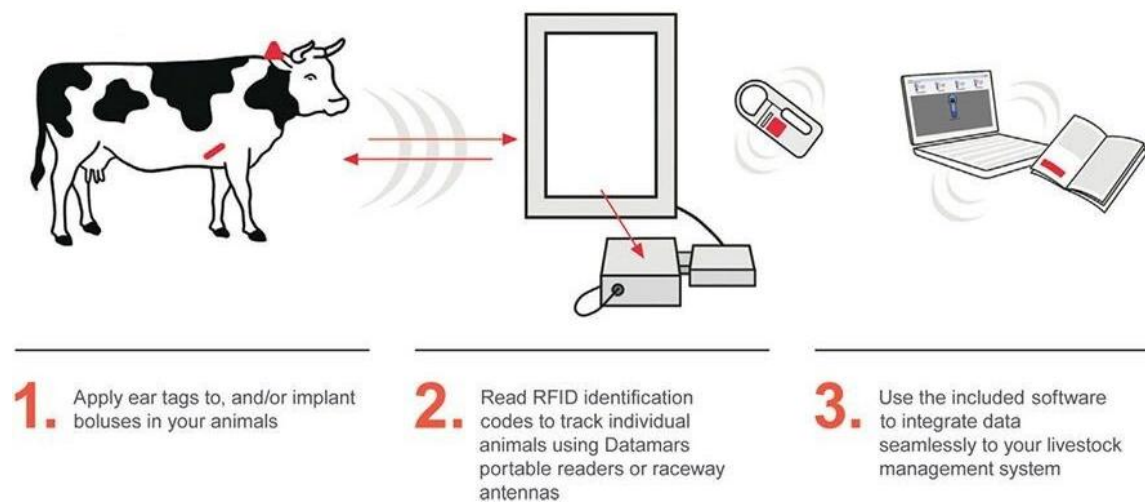 1.
Apply ear tags to, and/or implant
boluses in your animals
2.
Read RFID identification
codes to track individual
animals using Datamars
portable readers or raceway
antennas
3.
Use the included software
to integrate data
seamlessly to your livestock
management system